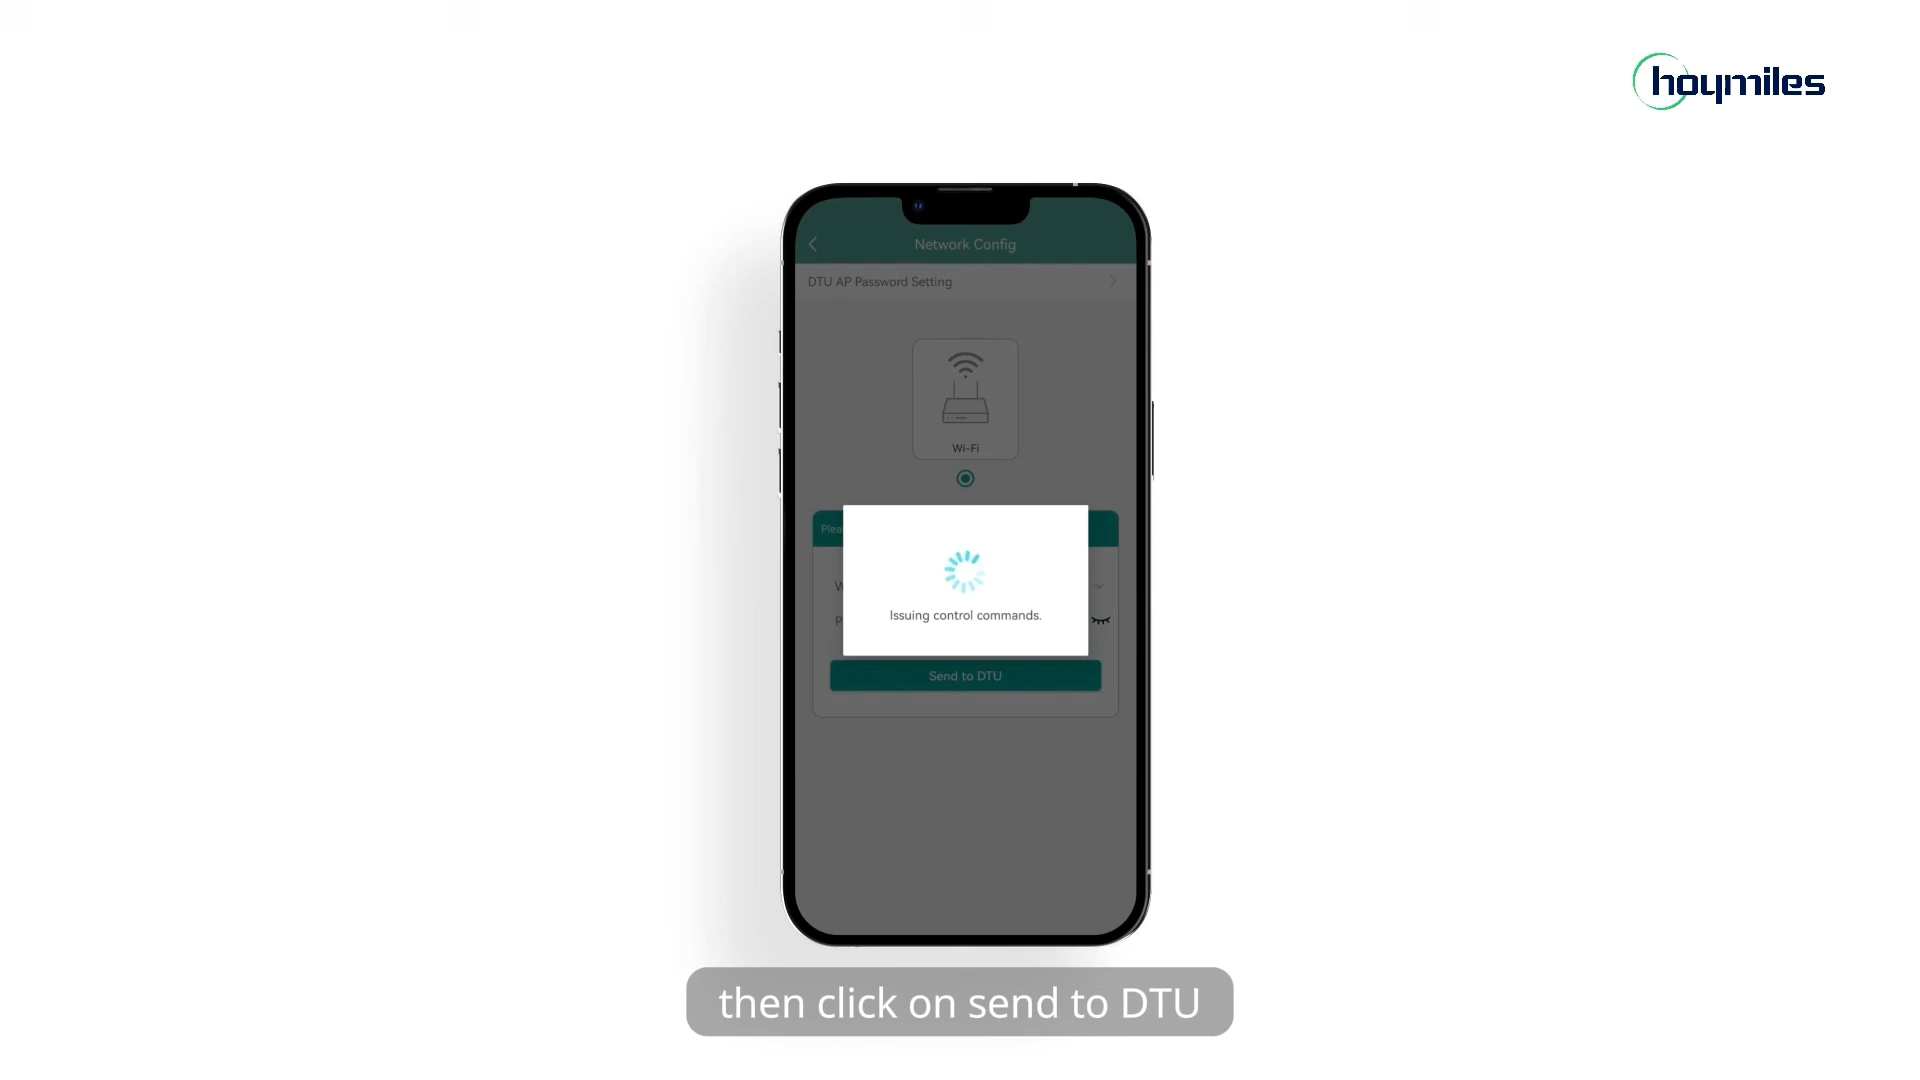 hoymiles
Network Config
DTU AP Password Setting
Wi-Fi
Issuing control commands.
Send to DTU
then click on send to DTU